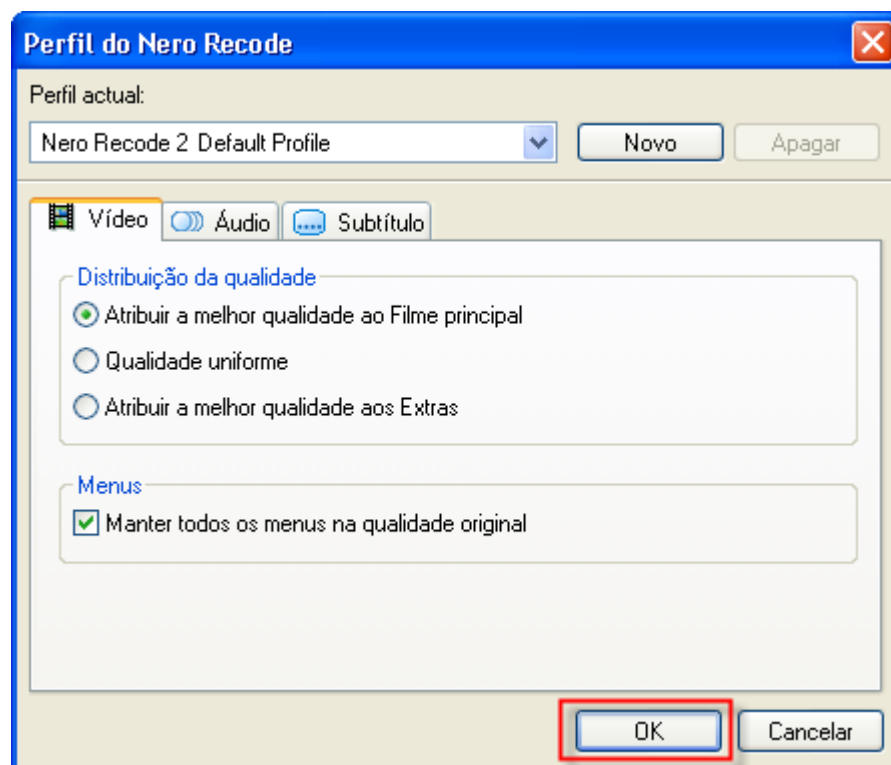 Perfil do Nero Recode
Perfil actual:
Nero Recode 2 Default Profile
Novo
Apagar
Vídeo
Áudio
Subtítulo
Distribuição da qualidade
Atribuir a melhor qualidade ao Filme principal
Qualidade uniforme
Atribuir a melhor qualidade aos Extras
Menus
Manter todos os menus na qualidade original
OK
Cancelar